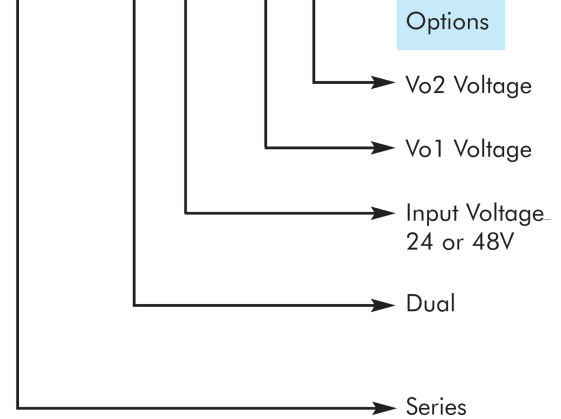 Options
Vo2 Voltage
Vo1 Voltage
Input Voltage
24 or 48V
Dual
Series